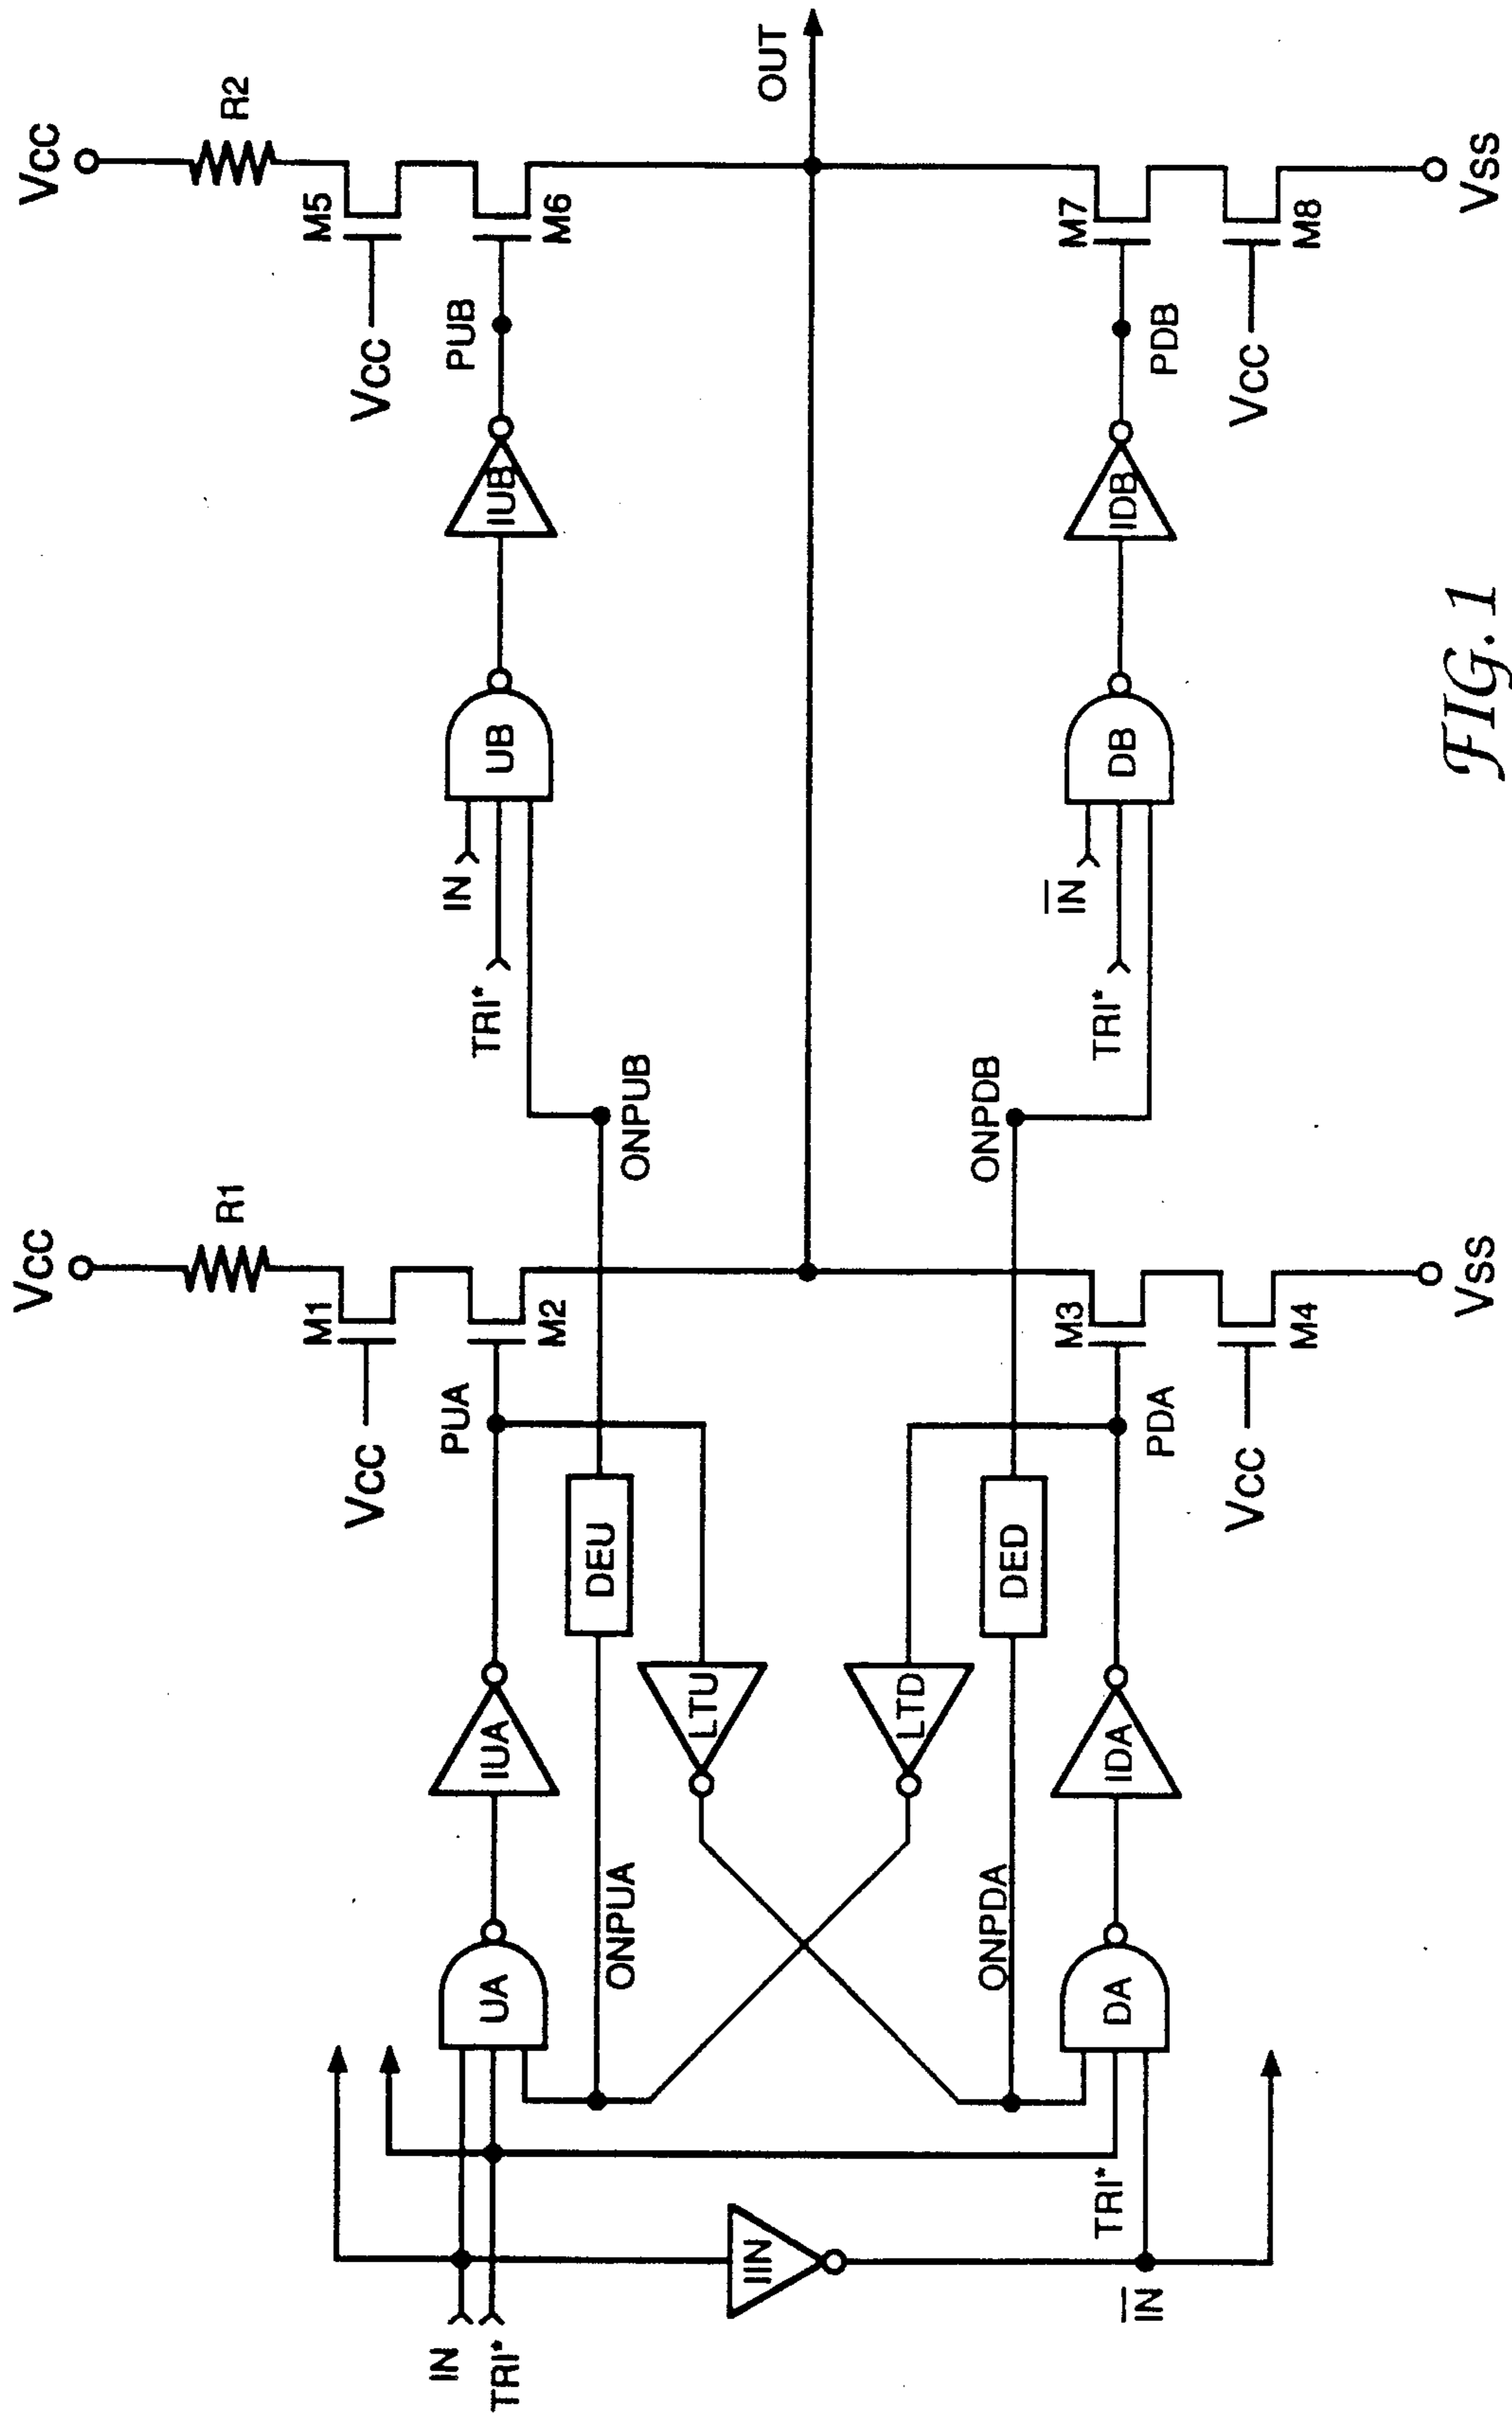 VCC
R1
M1
VCC
PUA
M2
IUA
UA
IN
TRI*
DEU
ONPUA
LTU
IIN
LTD
ONPDA
DED
DA
IDA
PDA
M3
TRI*
IN
VCC
M4
VSS
VCC
R2
M5
VCC
PUB
M6
IUB
UB
IN
TRI*
ONPUB
OUT
ONPDB
IN
TRI*
DB
IDB
PDB
M7
VCC
M8
VSS
FIG. 1